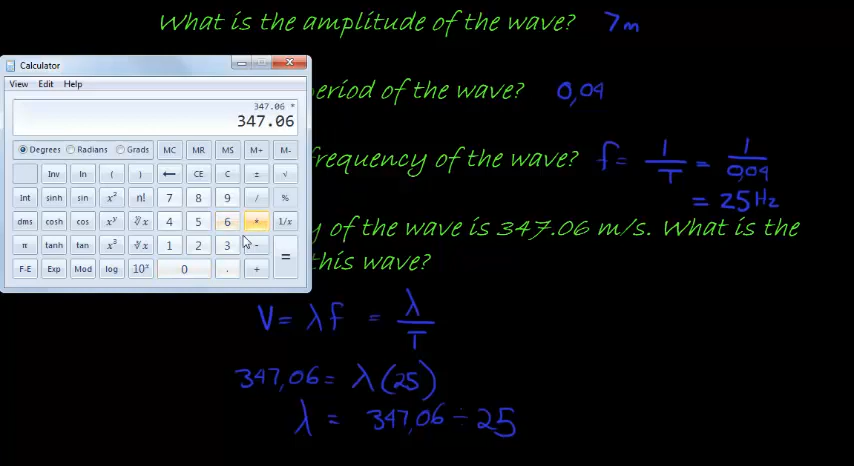 What is the amplitude of the wave? 7m
Calculator
View Edit Help
347.06 *
347.06
Degrees Radians Grads MC MR MS M+ M-
Inv ln ( ) ← CE C ± √
Int sinh sin x² n! 7 8 9 / %
dms cosh cos xʸ ʸ√x 4 5 6 * 1/x
π tanh tan x³ ³√x 1 2 3 - =
F-E Exp Mod log 10ˣ 0 . +
eriod of the wave? 0,04
frequency of the wave? f = 1/T = 1/0,04
= 25Hz
y of the wave is 347.06 m/s. What is the
this wave?
V = λf = λ/T
347,06 = λ(25)
λ = 347,06 ÷ 25